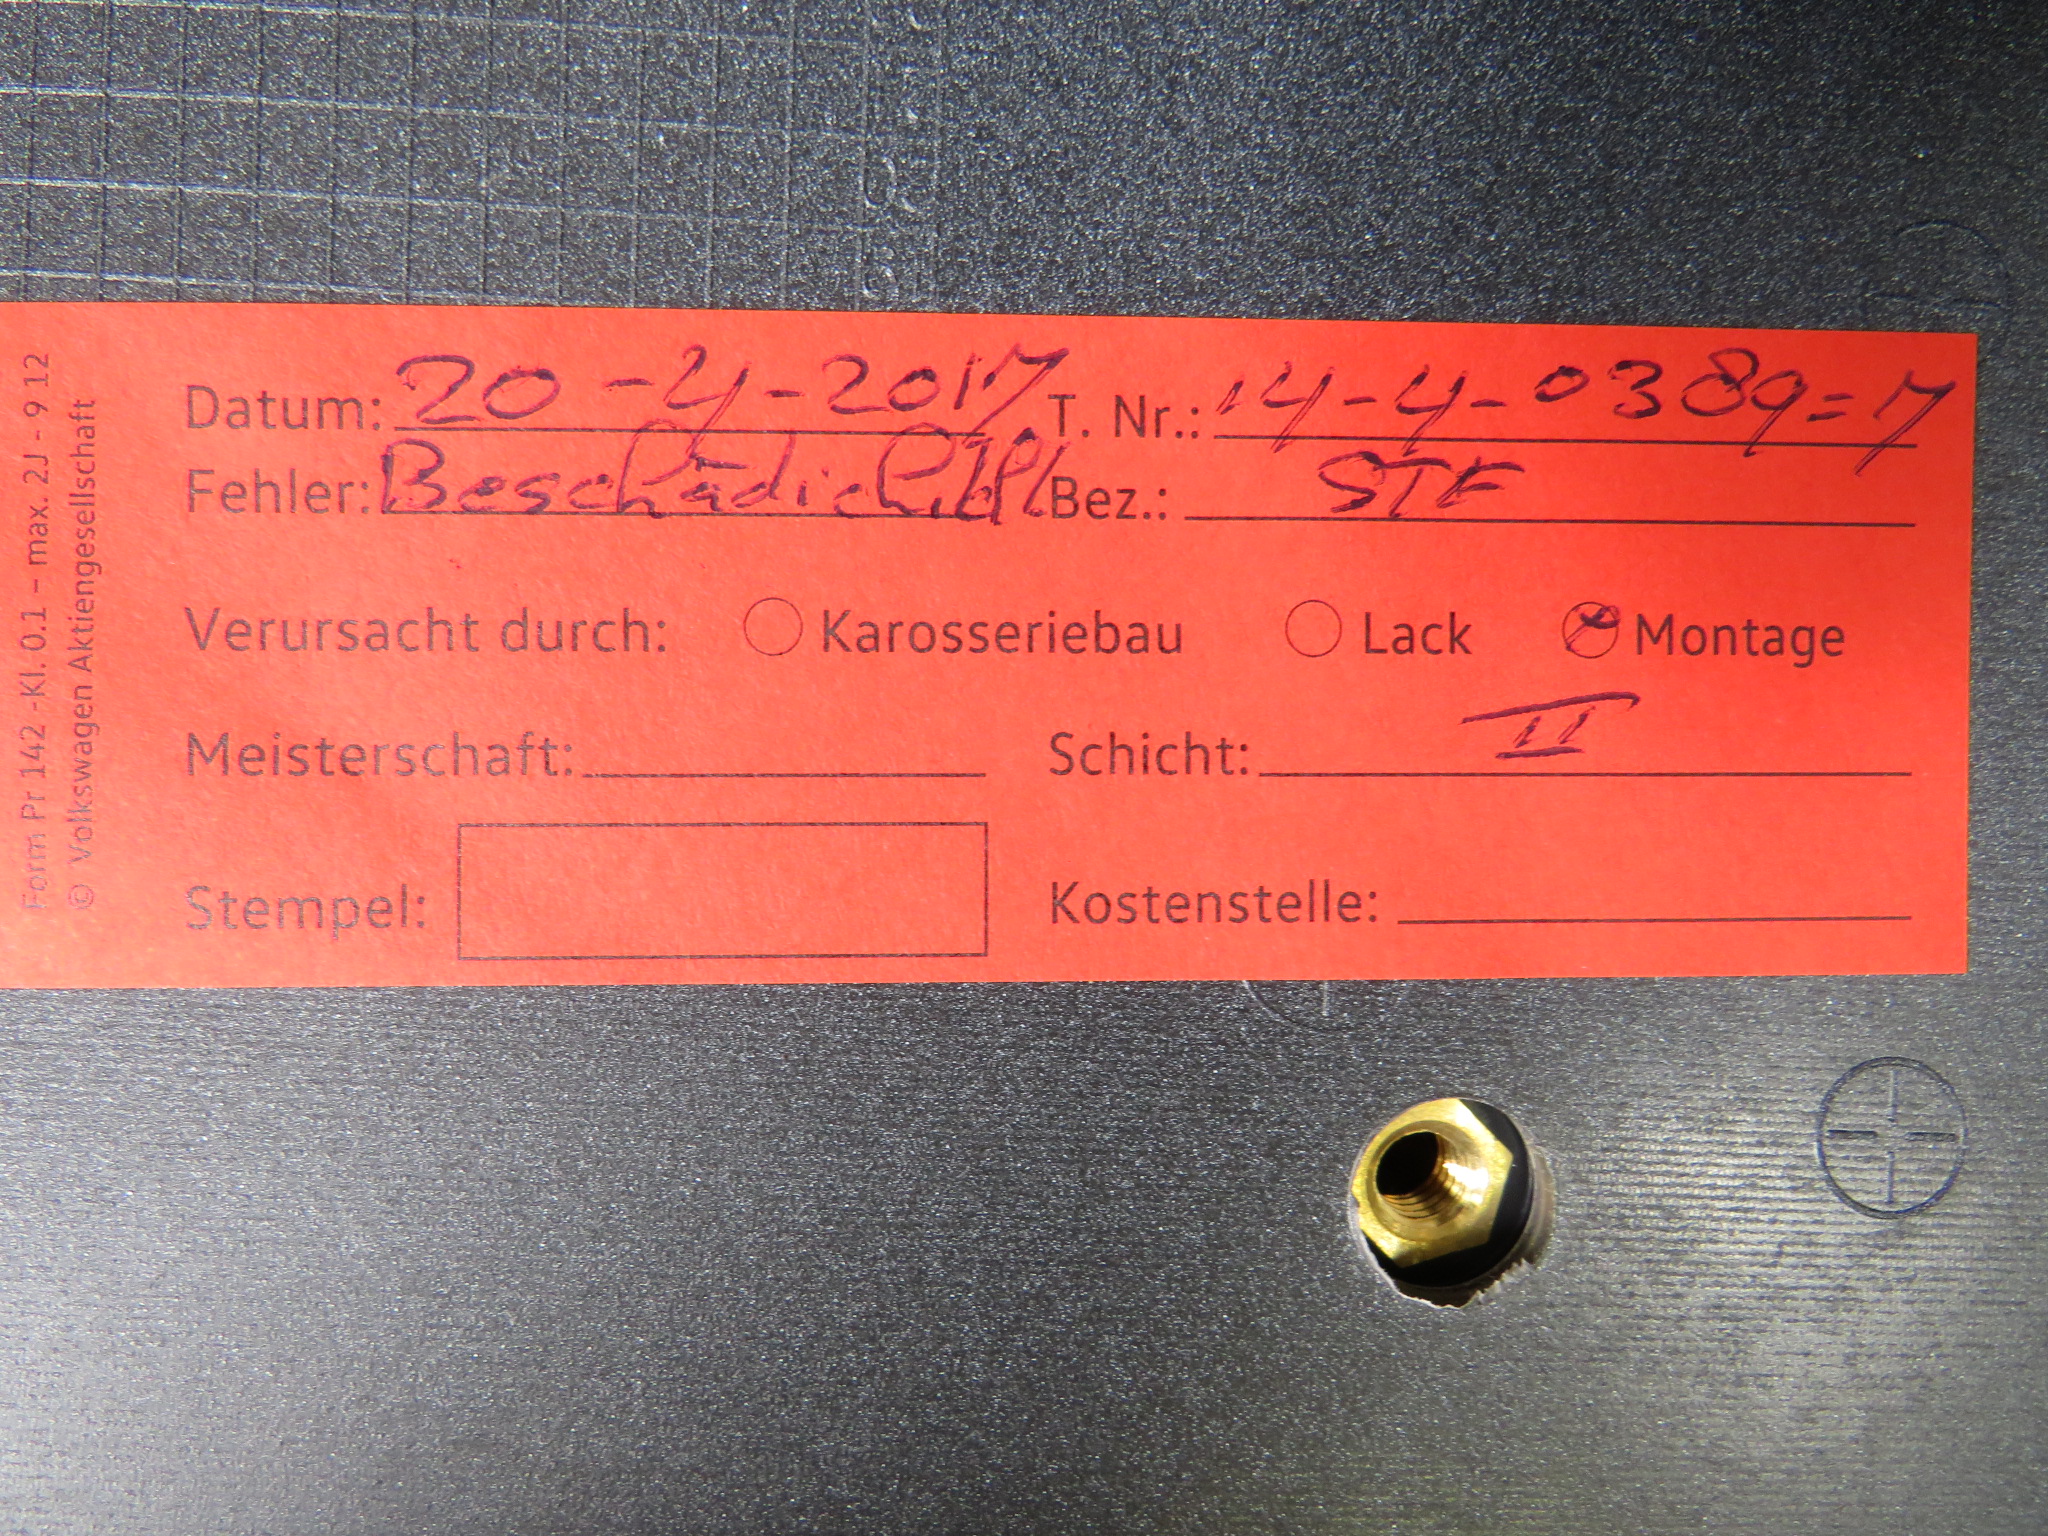 Form Pr 142 -Kl. 0.1 – max. 2J - 9 12
© Volkswagen Aktiengesellschaft
Datum: 20-4-2017 T. Nr.: 14-4-0389=7
Fehler: Bez.: STF
Verursacht durch: Karosseriebau Lack Montage
Meisterschaft: Schicht: II
Stempel: Kostenstelle: